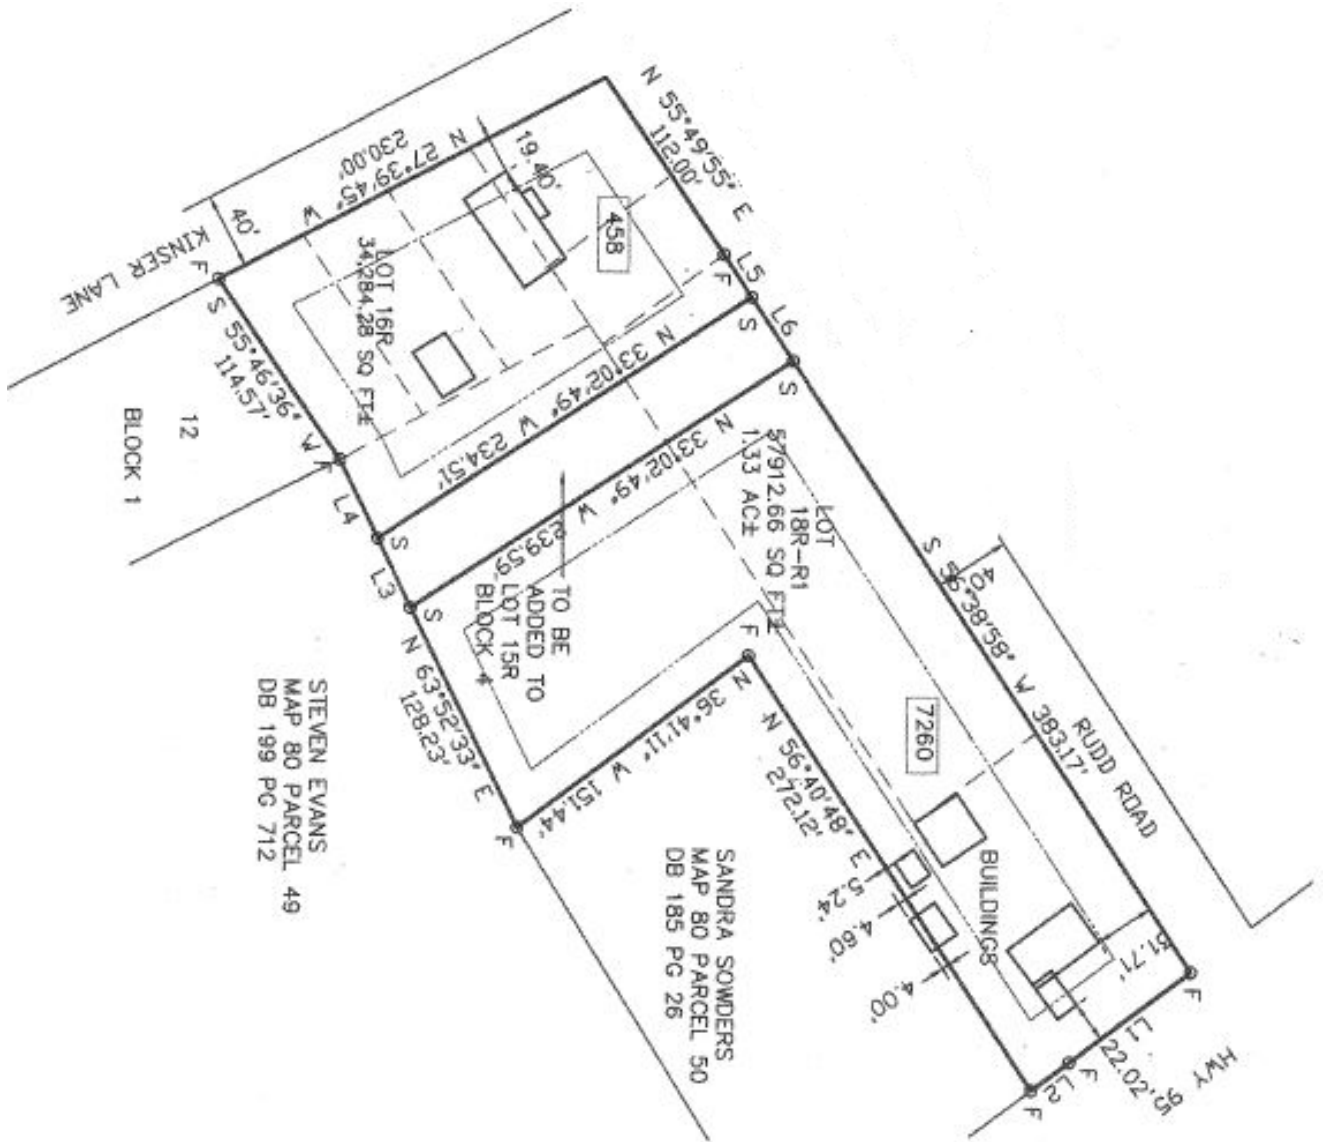 N 55°49'55" E
112.00'
L5
L6
19.40'
458
N 27°39'45" W
230.00'
40'
KINSER LANE
F
S 55°46'36" W
114.57'
LOT 16R
34,284.28 SQ FT±
F
S
S
N 33°02'49" W 234.51'
N 33°02'49" W 239.59'
12
BLOCK 1
F
L4
S
L3
S
N 63°52'33" E
128.23'
TO BE
ADDED TO
LOT 15R
BLOCK 4
LOT
18R-R1
57912.66 SQ FT±
1.33 AC±
S 56°38'58" W 383.17'
40'
RUDD ROAD
7260
F
N 36°41'11" W 151.44'
F
N 56°40'48" E
272.12'
BUILDINGS
5.24'
4.60'
4.00'
51.71'
F
L1
22.02'
HWY 95
F
L2
F
STEVEN EVANS
MAP 80 PARCEL 49
DB 199 PG 712
SANDRA SOWDERS
MAP 80 PARCEL 50
DB 185 PG 26